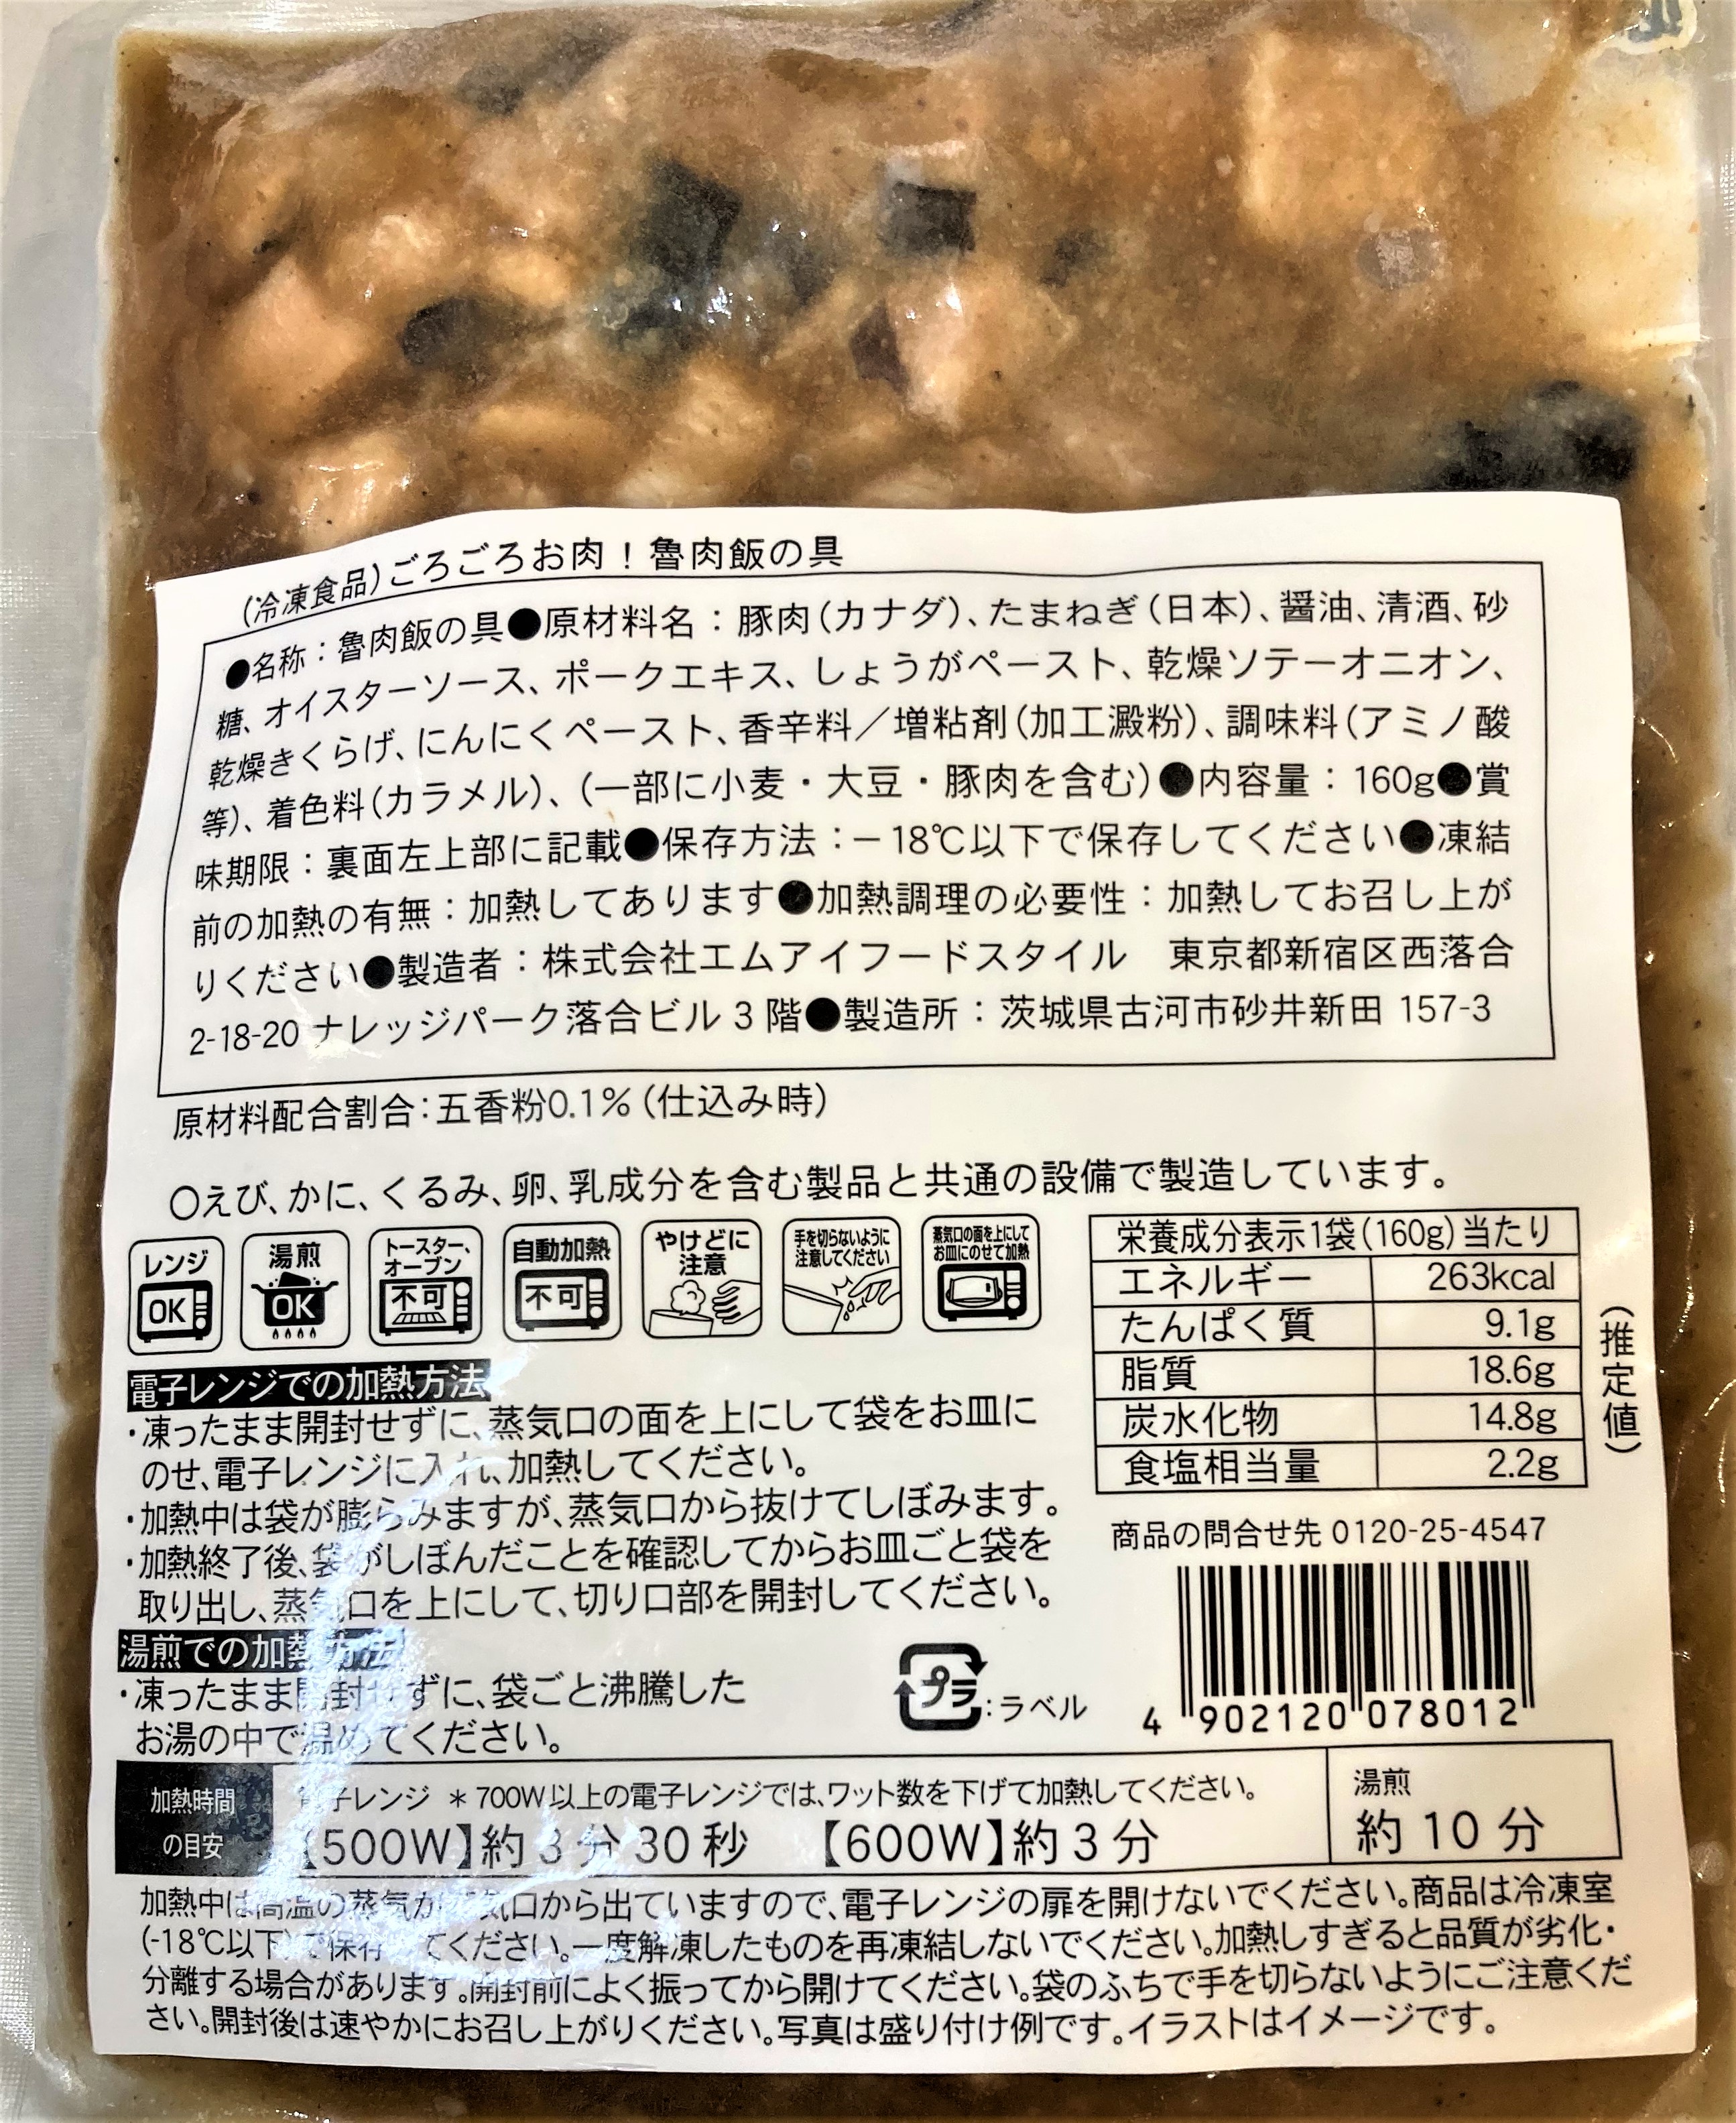 (冷凍食品)ごろごろお肉！魯肉飯の具
●名称：魯肉飯の具●原材料名：豚肉(カナダ)、たまねぎ(日本)、醤油、清酒、砂
糖、オイスターソース、ポークエキス、しょうがペースト、乾燥ソテーオニオン、
乾燥きくらげ、にんにくペースト、香辛料／増粘剤(加工澱粉)、調味料(アミノ酸
等)、着色料(カラメル)、(一部に小麦・大豆・豚肉を含む)●内容量：160g●賞
味期限：裏面左上部に記載●保存方法：－18℃以下で保存してください●凍結
前の加熱の有無：加熱してあります●加熱調理の必要性：加熱してお召し上が
りください●製造者：株式会社エムアイフードスタイル　東京都新宿区西落合
2-18-20 ナレッジパーク落合ビル 3 階●製造所：茨城県古河市砂井新田 157-3
原材料配合割合：五香粉0.1%(仕込み時)
○えび、かに、くるみ、卵、乳成分を含む製品と共通の設備で製造しています。
レンジ
OK
湯煎
OK
トースター、
オーブン
不可
自動加熱
不可
やけどに
注意
手を切らないように
注意してください
蒸気口の面を上にして
お皿にのせて加熱
電子レンジでの加熱方法
・凍ったまま開封せずに、蒸気口の面を上にして袋をお皿に
のせ、電子レンジに入れ、加熱してください。
・加熱中は袋が膨らみますが、蒸気口から抜けてしぼみます。
・加熱終了後、袋がしぼんだことを確認してからお皿ごと袋を
取り出し、蒸気口を上にして、切り口部を開封してください。
湯煎での加熱方法
・凍ったまま開封せずに、袋ごと沸騰した
お湯の中で温めてください。
栄養成分表示1袋(160g)当たり
エネルギー 263kcal
たんぱく質 9.1g
脂質 18.6g
炭水化物 14.8g
食塩相当量 2.2g
(推定値)
商品の問合せ先 0120-25-4547
4 902120 078012
プラ
：ラベル
加熱時間
の目安
電子レンジ ＊700W以上の電子レンジでは、ワット数を下げて加熱してください。
【500W】約 3 分 30 秒 【600W】約 3 分
湯煎
約 10 分
加熱中は高温の蒸気が蒸気口から出ていますので、電子レンジの扉を開けないでください。商品は冷凍室
(-18℃以下)で保存してください。一度解凍したものを再凍結しないでください。加熱しすぎると品質が劣化・
分離する場合があります。開封前によく振ってから開けてください。袋のふちで手を切らないようにご注意くだ
さい。開封後は速やかにお召し上がりください。写真は盛り付け例です。イラストはイメージです。